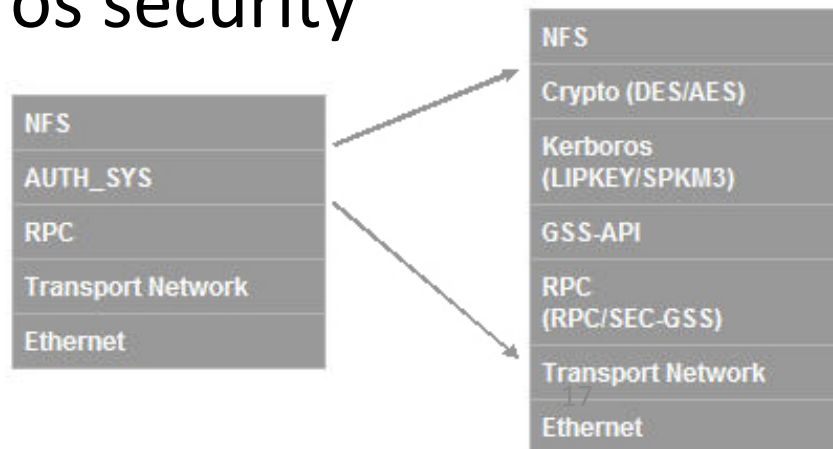 os security
NFS
AUTH_SYS
RPC
Transport Network
Ethernet
NFS
Crypto (DES/AES)
Kerboros
(LIPKEY/SPKM3)
GSS-API
RPC
(RPC/SEC-GSS)
Transport Network
17
Ethernet